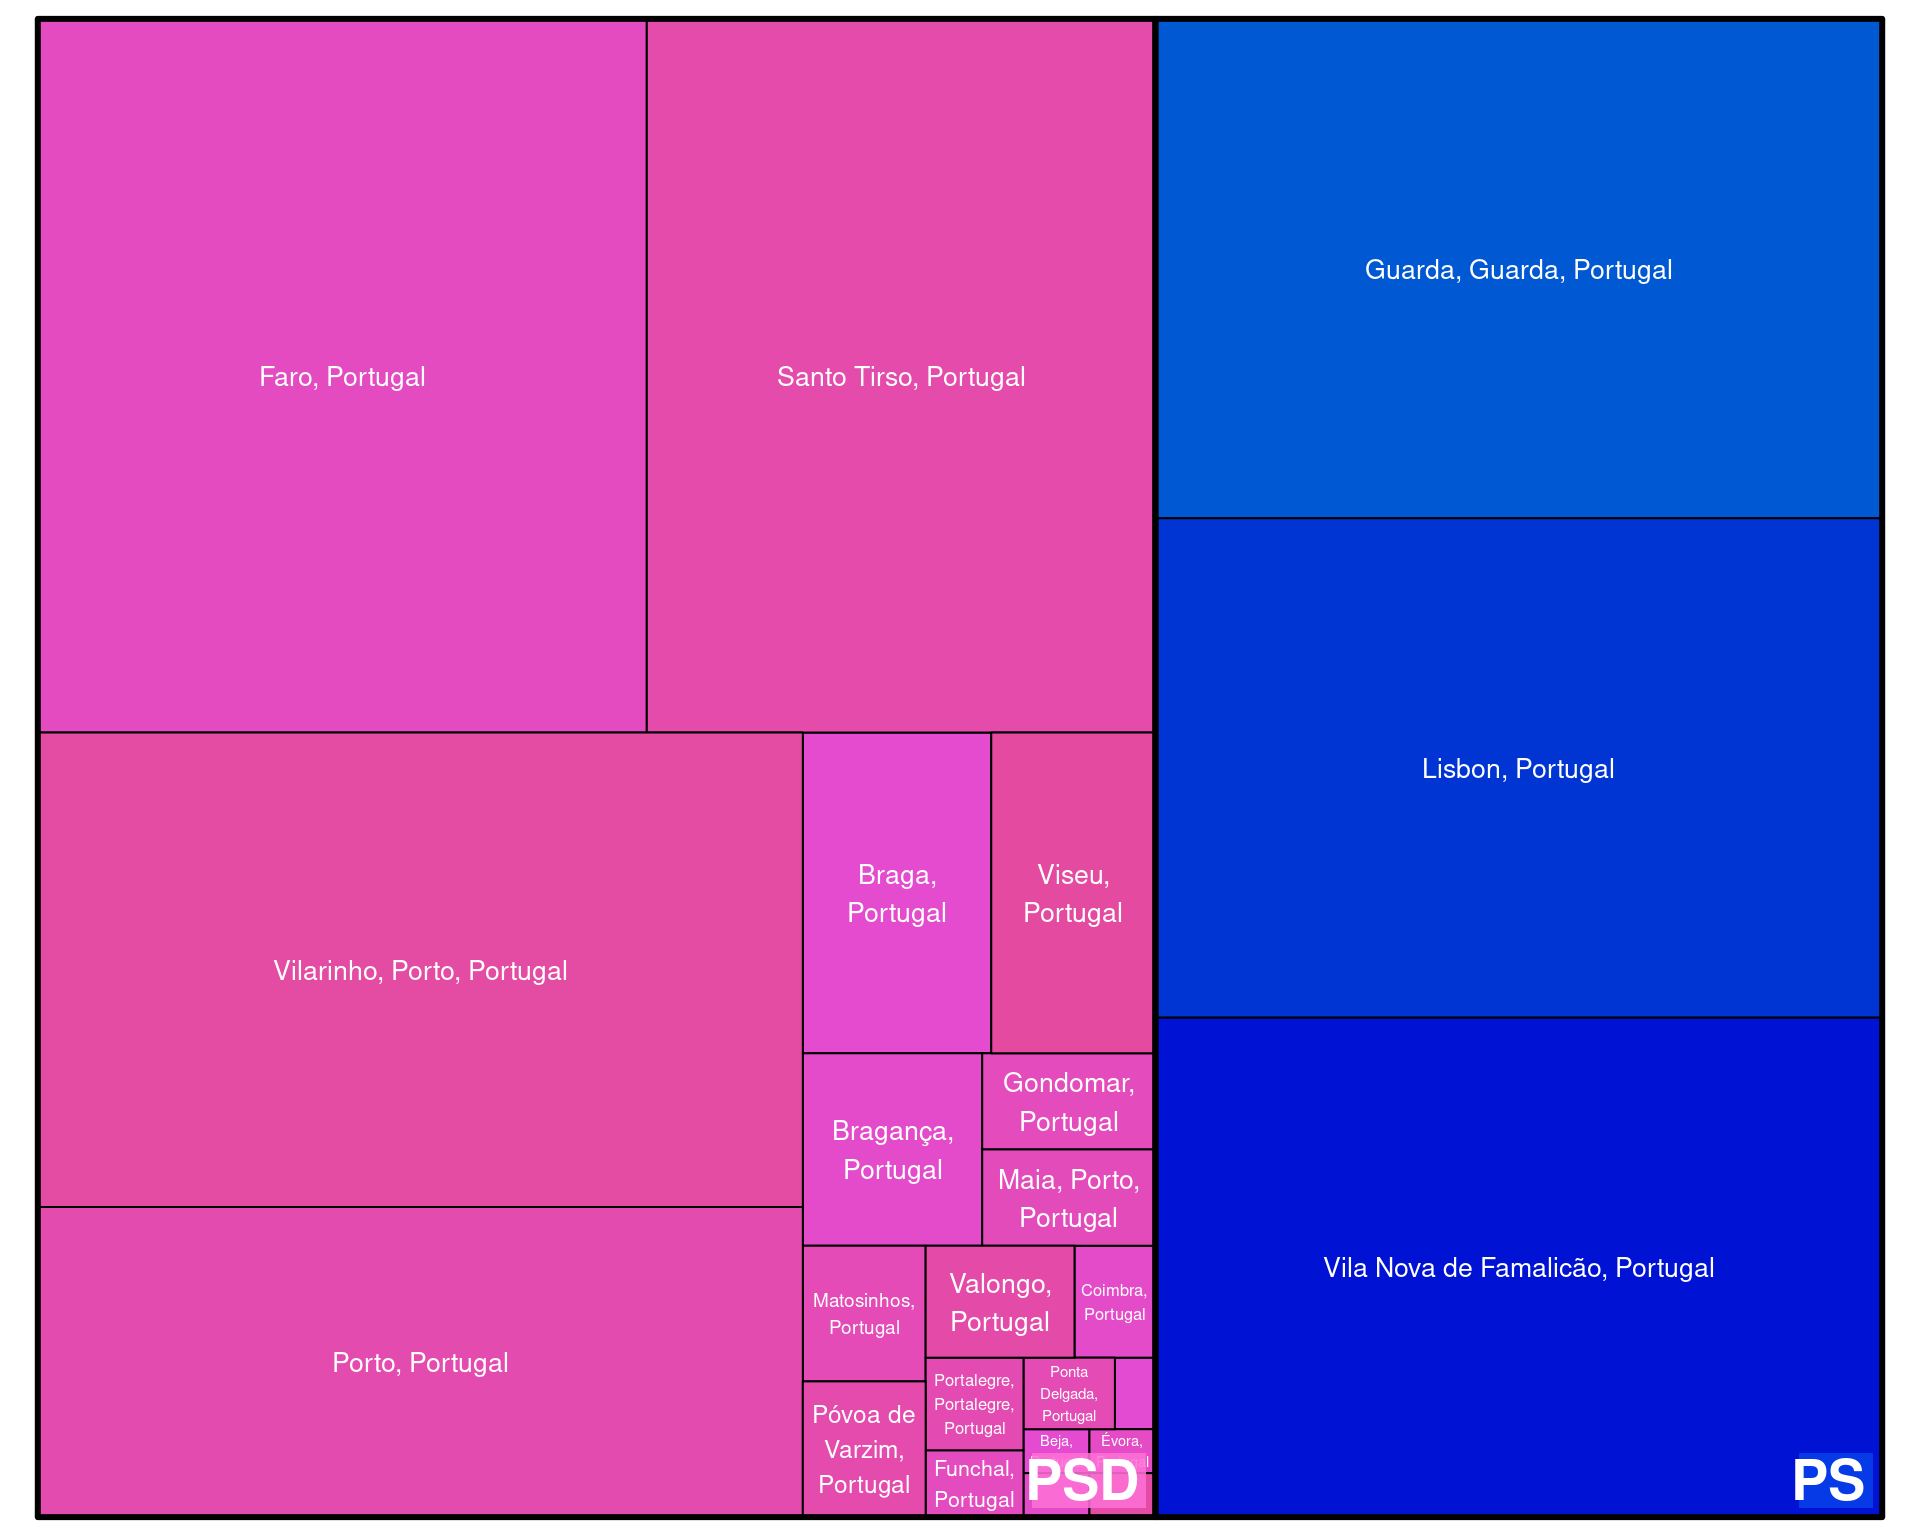 Faro, Portugal
Santo Tirso, Portugal
Guarda, Guarda, Portugal
Lisbon, Portugal
Vilarinho, Porto, Portugal
Braga,
Portugal
Viseu,
Portugal
Bragança,
Portugal
Gondomar,
Portugal
Maia, Porto,
Portugal
Vila Nova de Famalicão, Portugal
Porto, Portugal
Matosinhos,
Portugal
Valongo,
Portugal
Coimbra,
Portugal
Póvoa de
Varzim,
Portugal
Portalegre,
Portalegre,
Portugal
Ponta
Delgada,
Portugal
Funchal,
Portugal
Beja,
Évora,
PSD
PS